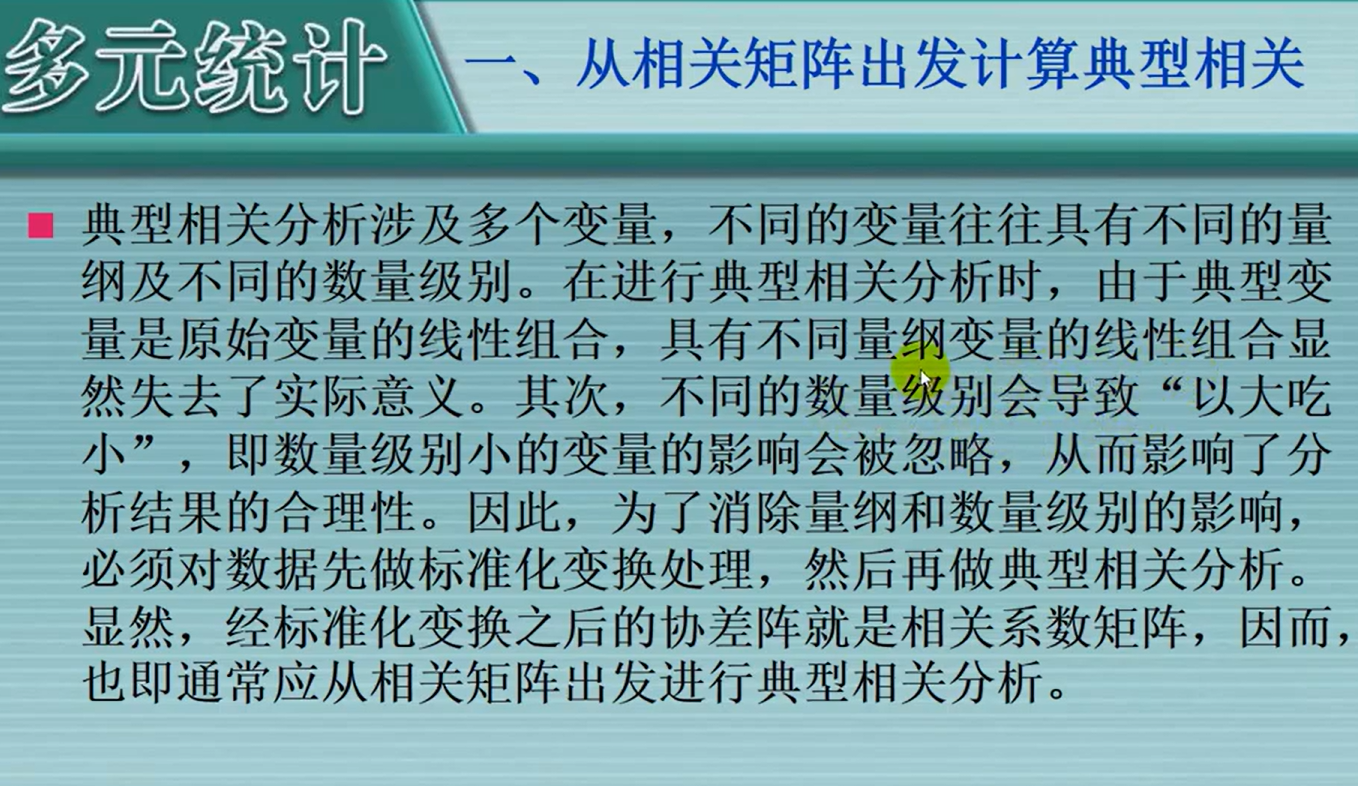 多元统计
一、从相关矩阵出发计算典型相关
典型相关分析涉及多个变量，不同的变量往往具有不同的量
纲及不同的数量级别。在进行典型相关分析时，由于典型变
量是原始变量的线性组合，具有不同量纲变量的线性组合显
然失去了实际意义。其次，不同的数量级别会导致“以大吃
小”，即数量级别小的变量的影响会被忽略，从而影响了分
析结果的合理性。因此，为了消除量纲和数量级别的影响，
必须对数据先做标准化变换处理，然后再做典型相关分析。
显然，经标准化变换之后的协差阵就是相关系数矩阵，因而，
也即通常应从相关矩阵出发进行典型相关分析。